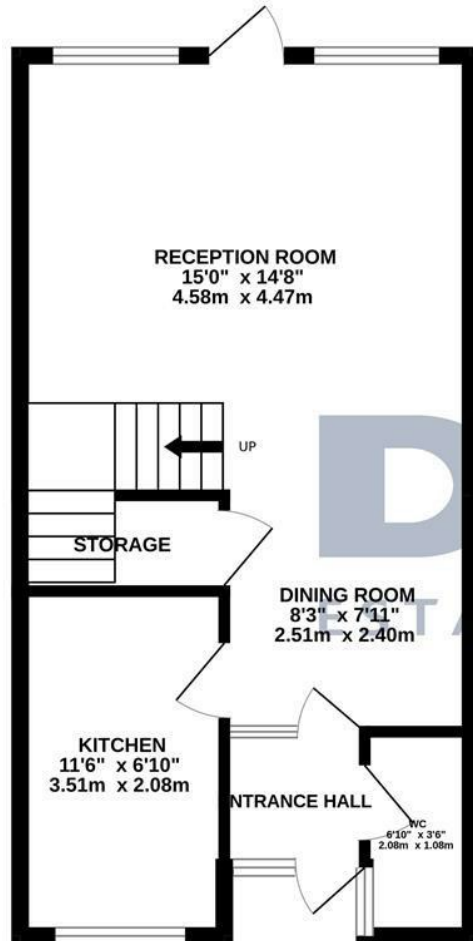 RECEPTION ROOM
15'0" x 14'8"
4.58m x 4.47m
UP
STORAGE
DINING ROOM
8'3" x 7'11"
2.51m x 2.40m
D
ESTA
KITCHEN
11'6" x 6'10"
3.51m x 2.08m
NTRANCE HALL
WC
6'10" x 3'6"
2.08m x 1.08m